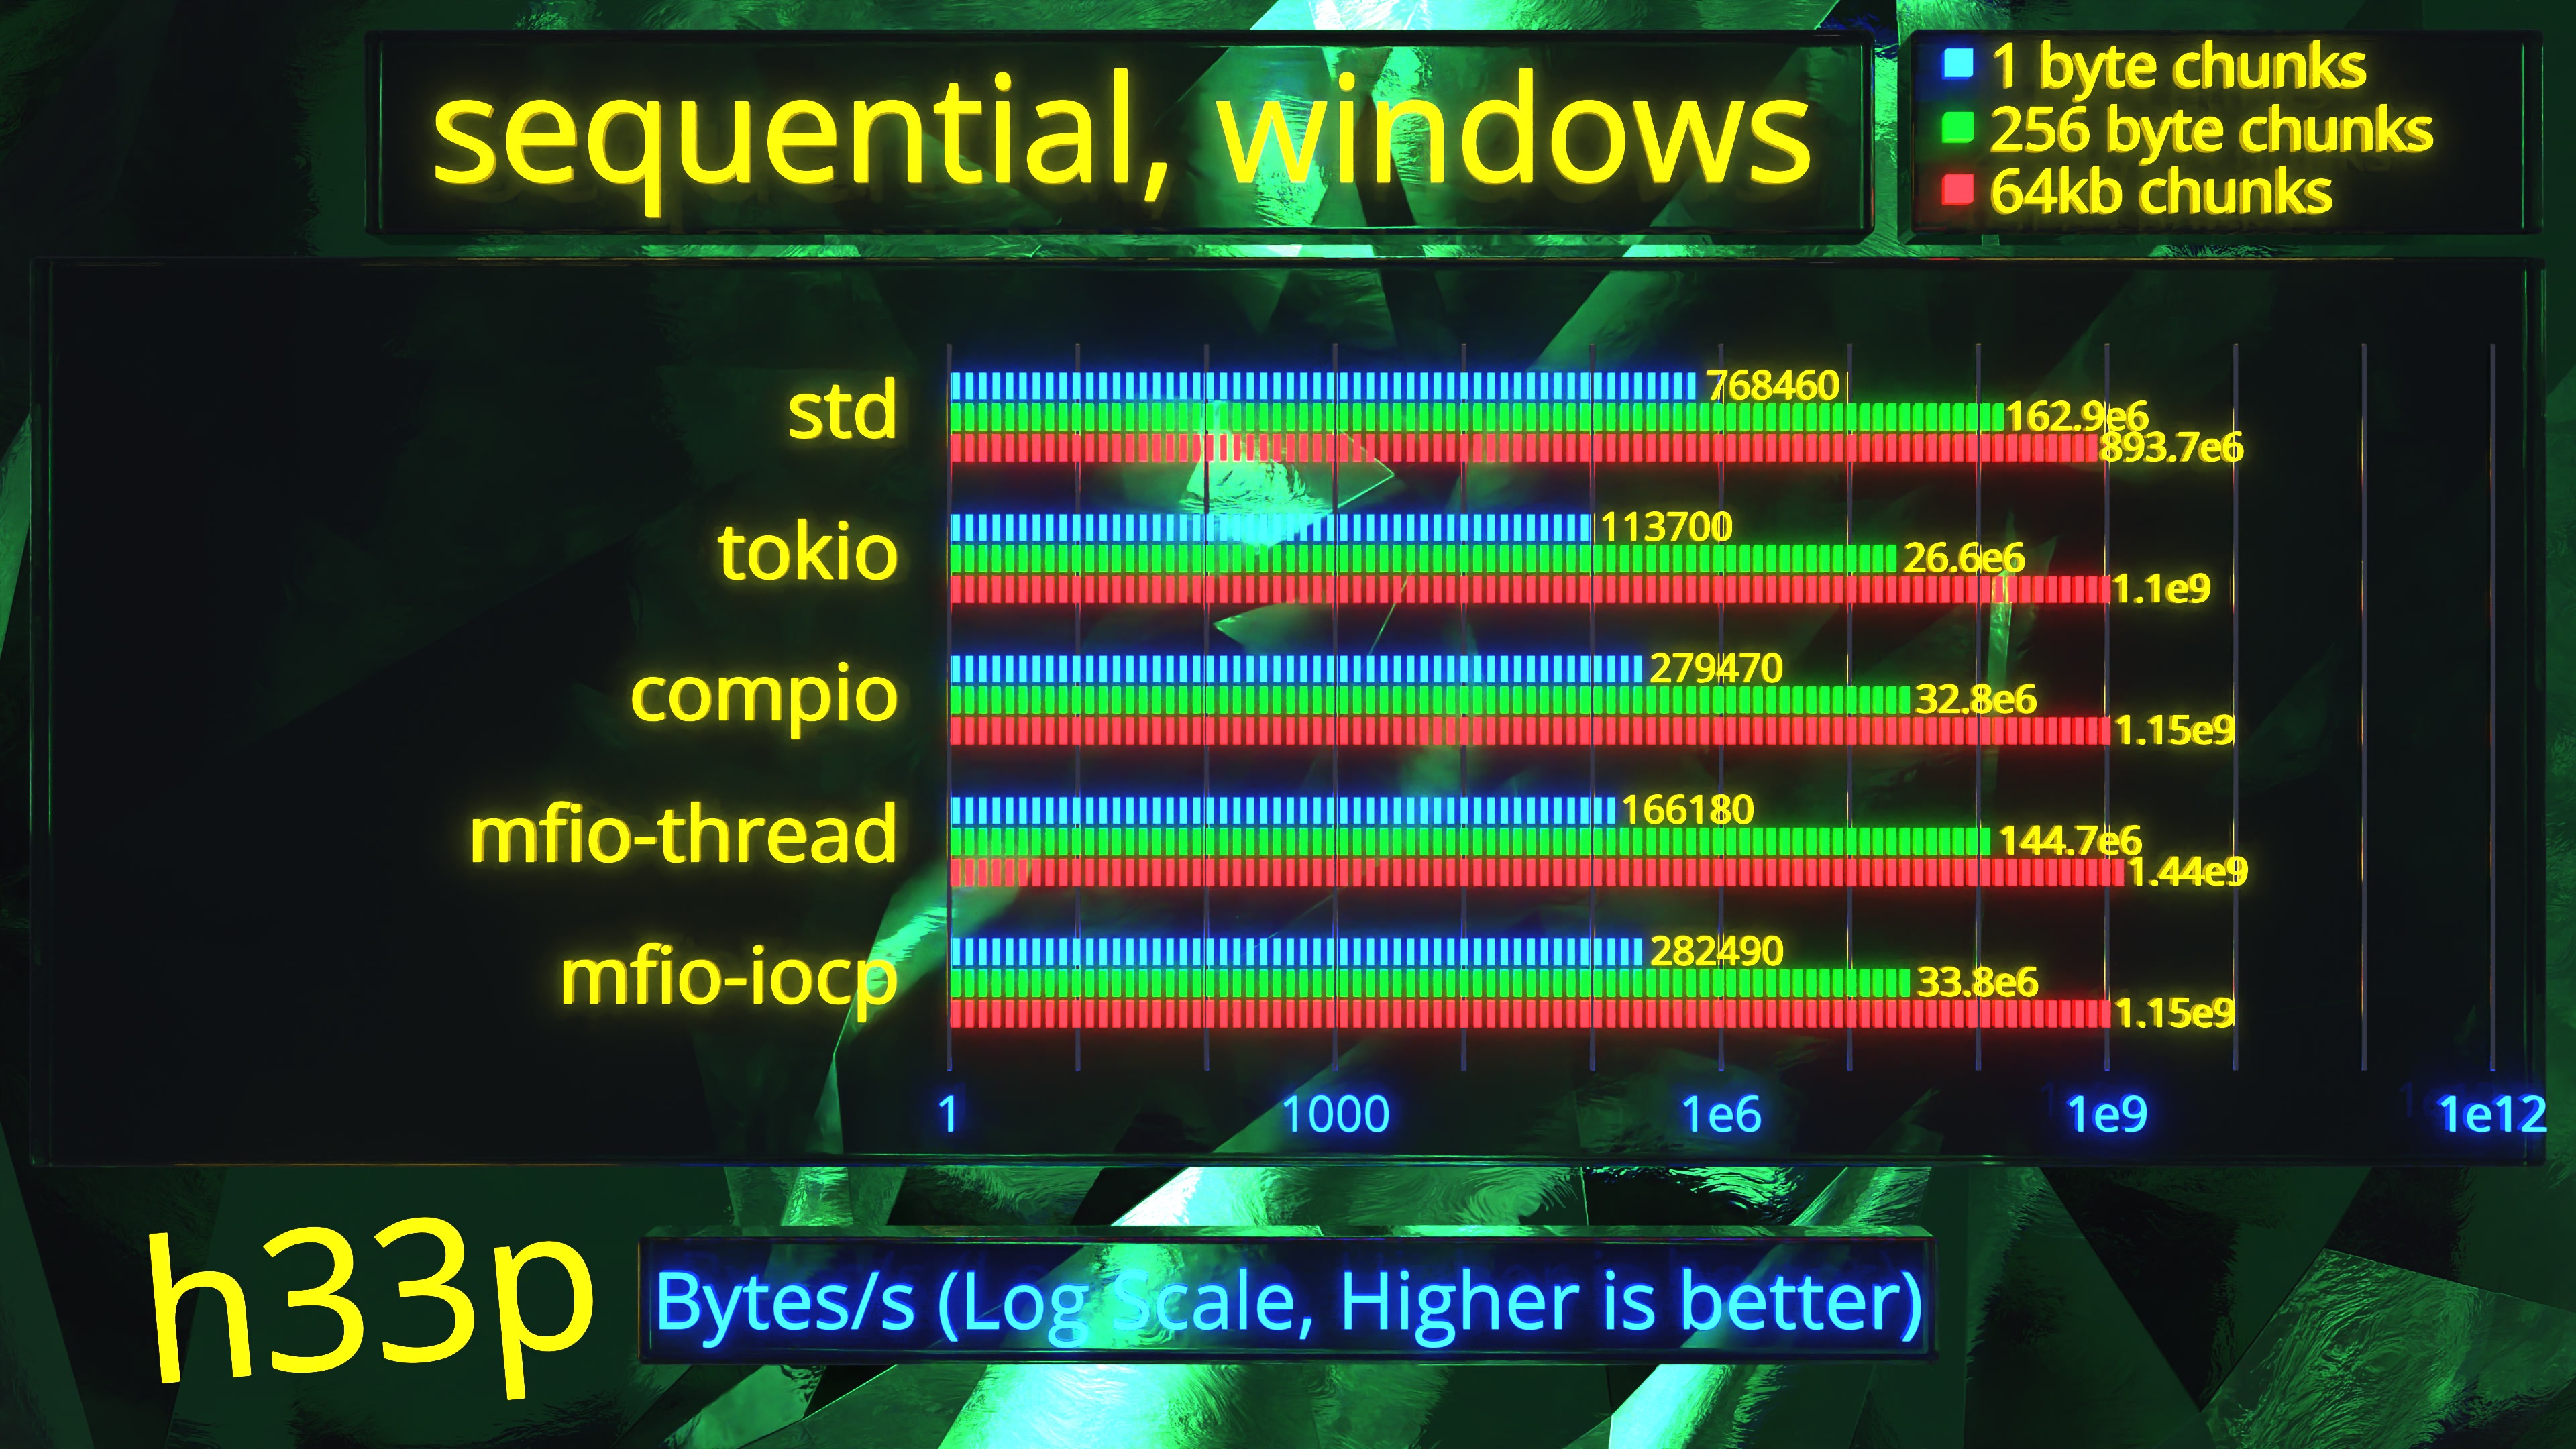 sequential, windows
1 byte chunks
256 byte chunks
64kb chunks
std
768460
162.9e6
893.7e6
tokio
113700
26.6e6
1.1e9
compio
279470
32.8e6
1.15e9
mfio-thread
166180
144.7e6
1.44e9
mfio-iocp
282490
33.8e6
1.15e9
1 1000 1e6 1e9 1e12
h33p
Bytes/s (Log Scale, Higher is better)